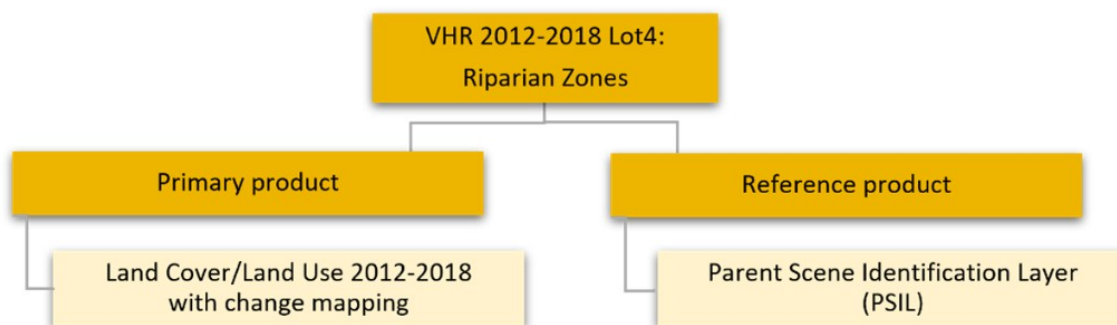 VHR 2012-2018 Lot4:
Riparian Zones
Primary product
Reference product
Land Cover/Land Use 2012-2018
with change mapping
Parent Scene Identification Layer
(PSIL)